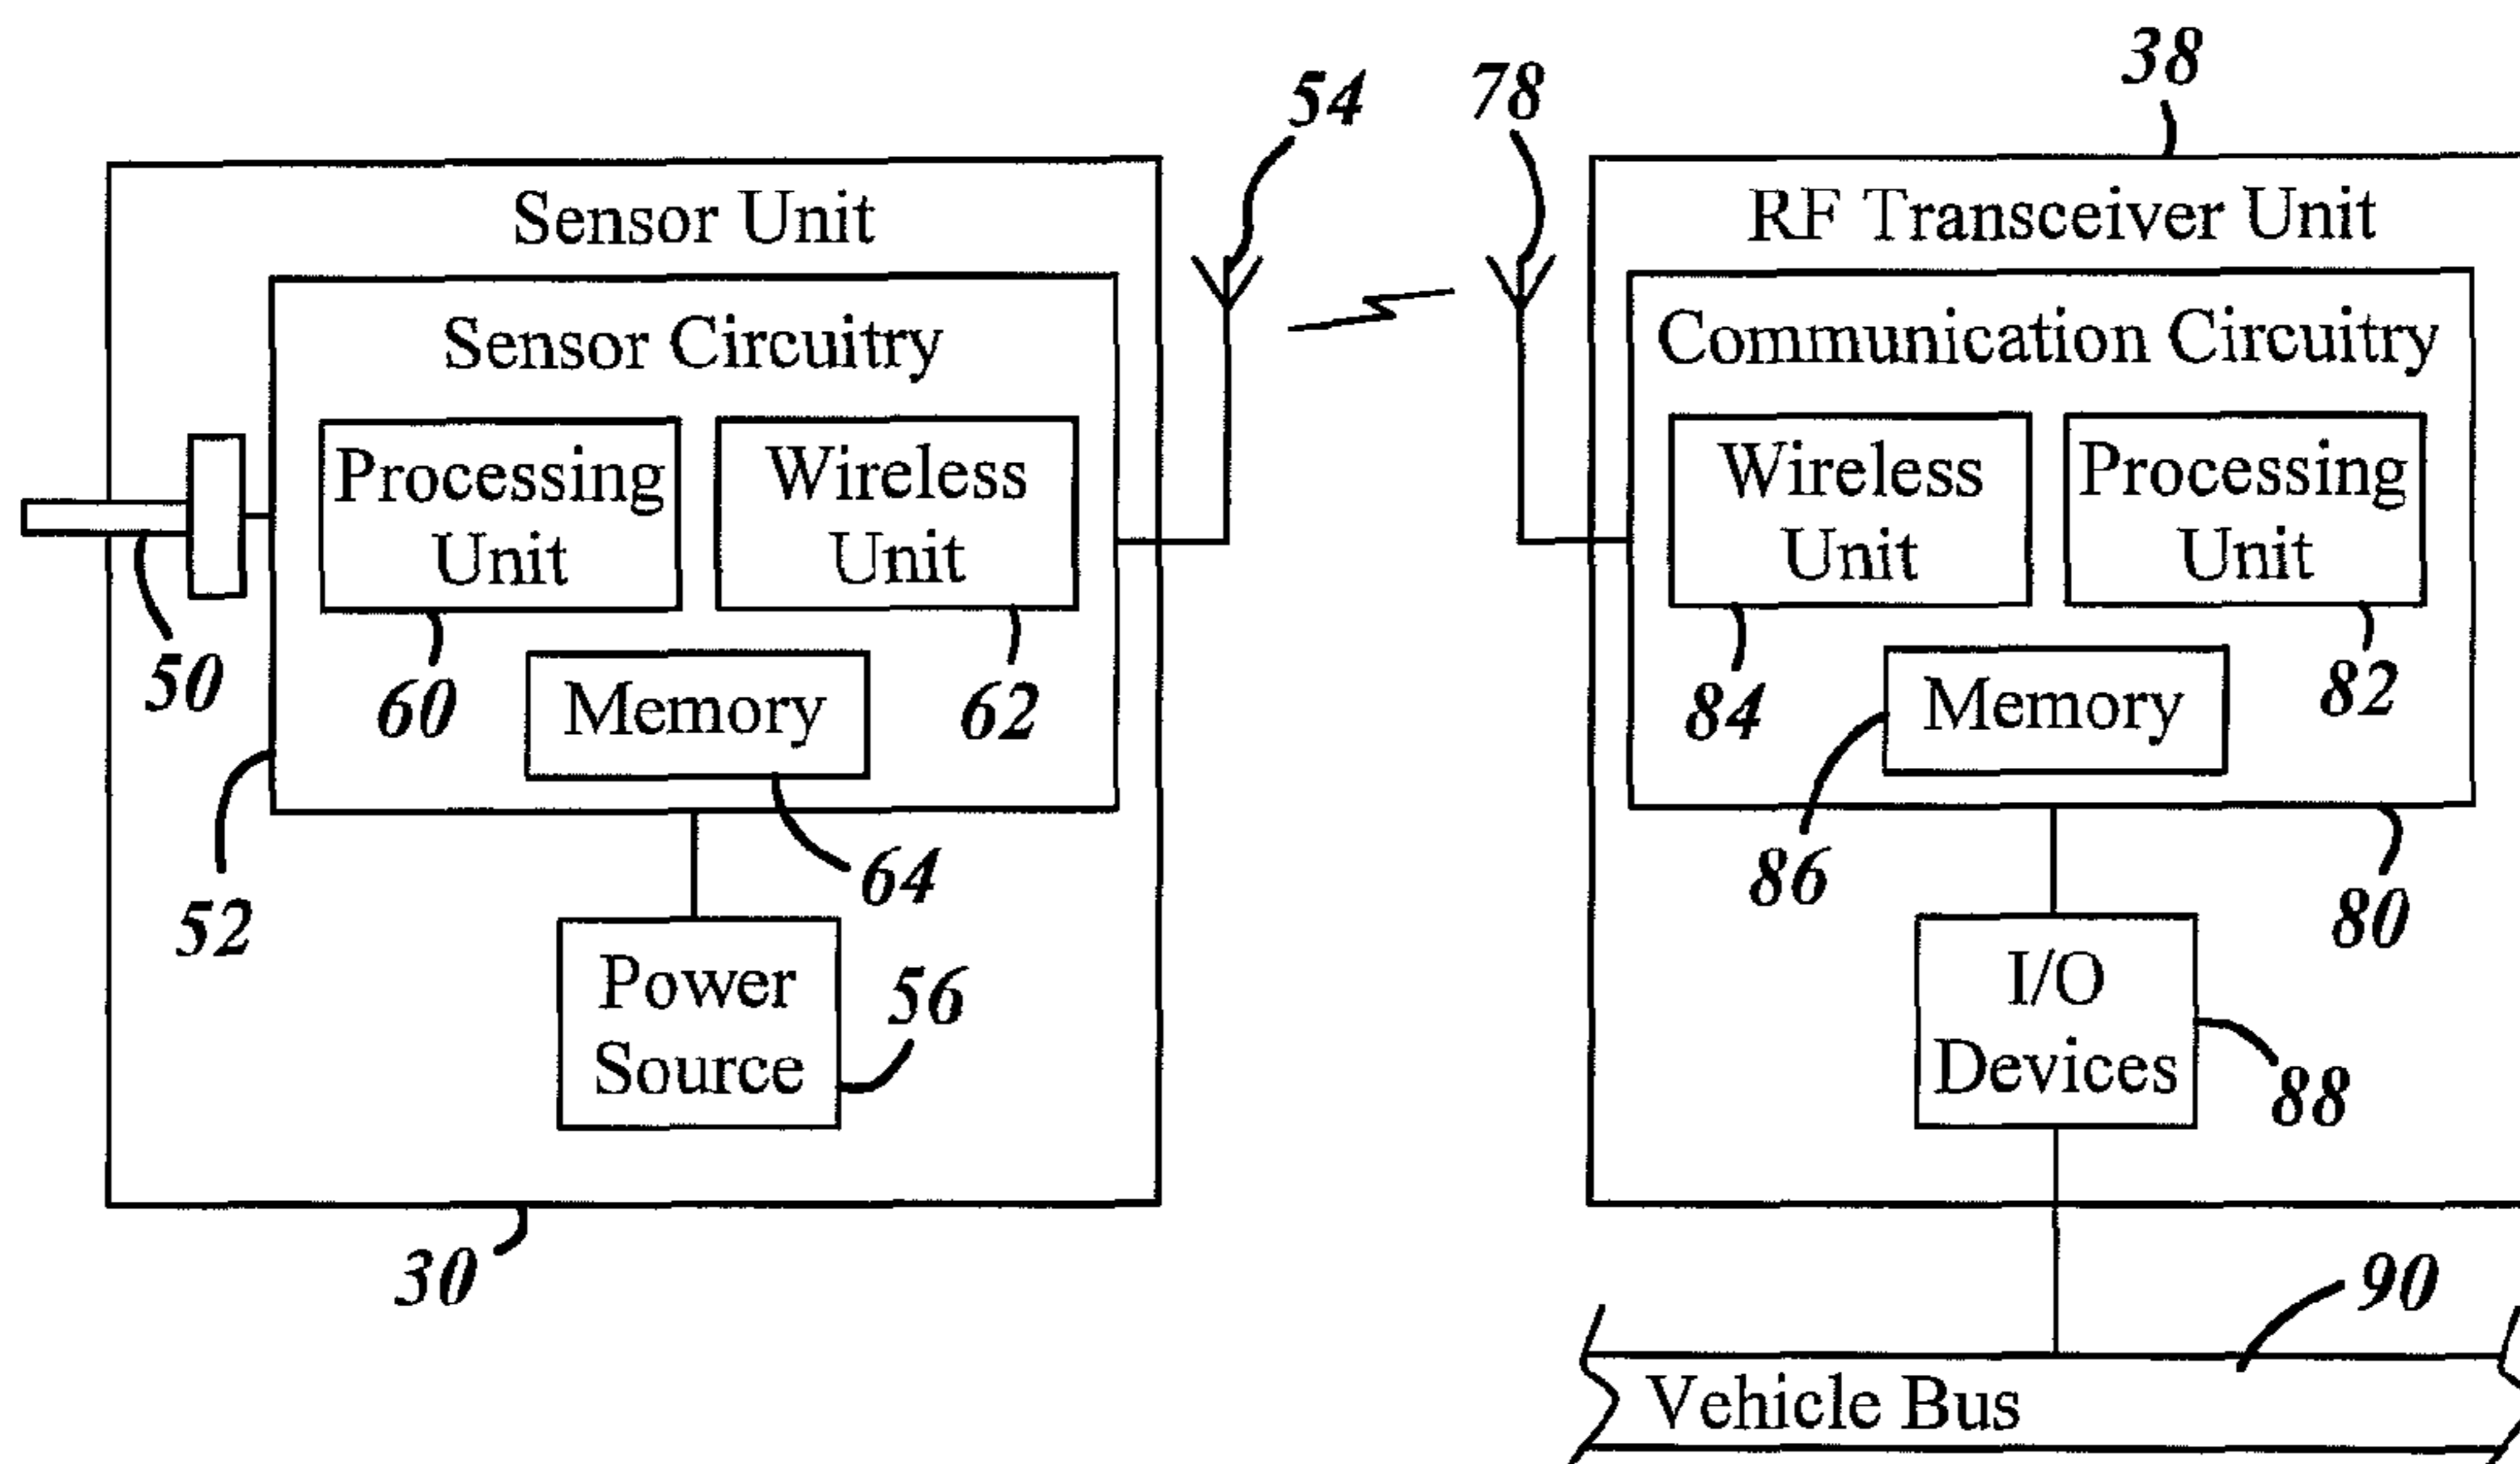 38
54
78
Sensor Unit
RF Transceiver Unit
Sensor Circuitry
Communication Circuitry
Processing
Unit
Wireless
Unit
Wireless
Unit
Processing
Unit
50
60
Memory
62
84
Memory
82
52
64
86
80
Power
Source
56
I/O
Devices
88
30
90
Vehicle Bus